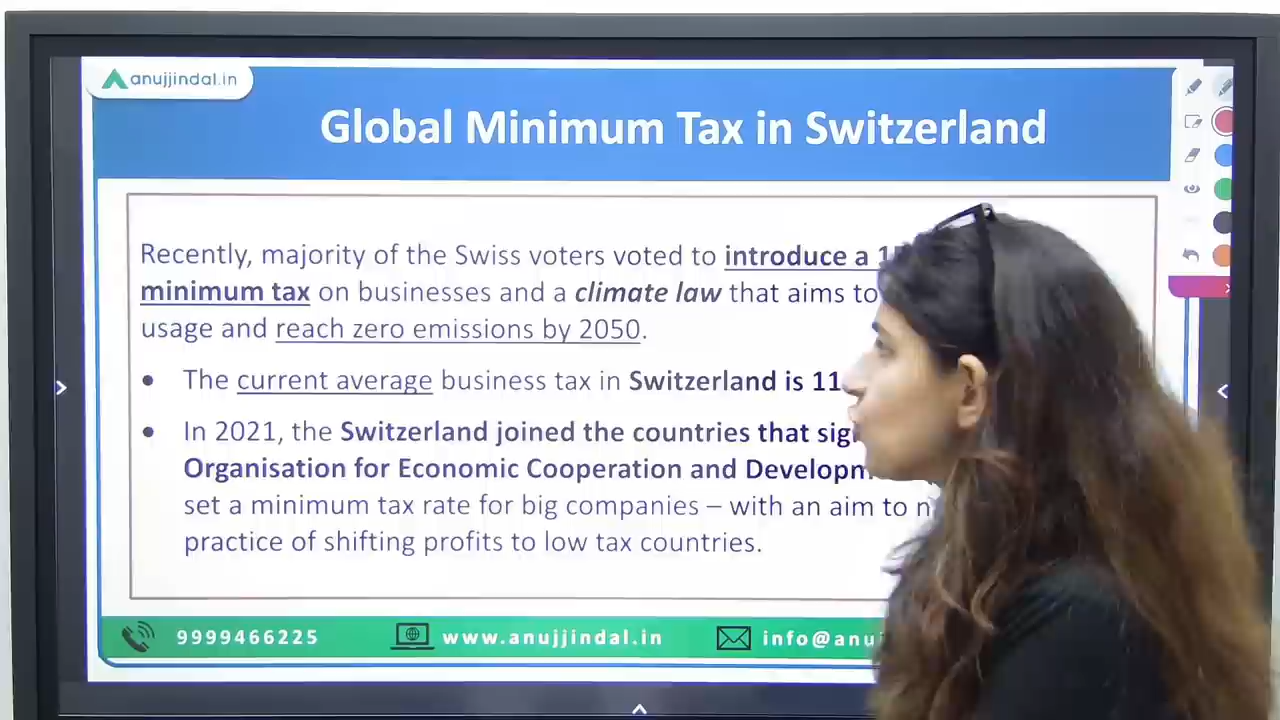 anujjindal.in
Global Minimum Tax in Switzerland
Recently, majority of the Swiss voters voted to introduce a
minimum tax on businesses and a climate law that aims to
usage and reach zero emissions by 2050.
• The current average business tax in Switzerland is 11
• In 2021, the Switzerland joined the countries that
Organisation for Economic Cooperation and
set a minimum tax rate for big companies – with an aim to
practice of shifting profits to low tax countries.
9999466225 www.anujjindal.in